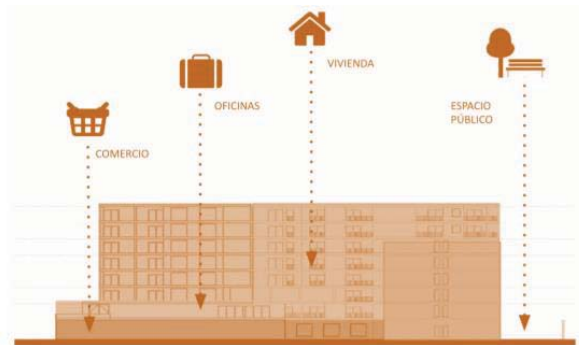 VIVIENDA
OFICINAS
ESPACIO
PÚBLICO
COMERCIO